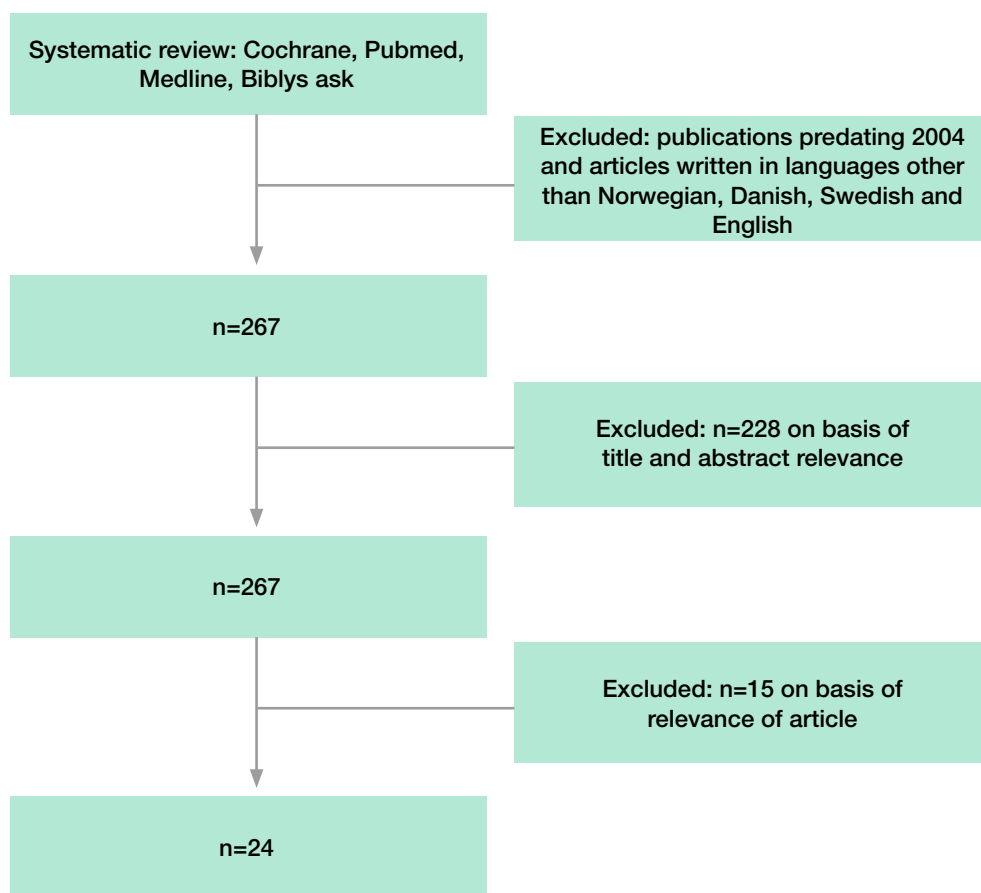 Systematic review: Cochrane, Pubmed,
Medline, Biblys ask
Excluded: publications predating 2004
and articles written in languages other
than Norwegian, Danish, Swedish and
English
n=267
Excluded: n=228 on basis of
title and abstract relevance
n=267
Excluded: n=15 on basis of
relevance of article
n=24